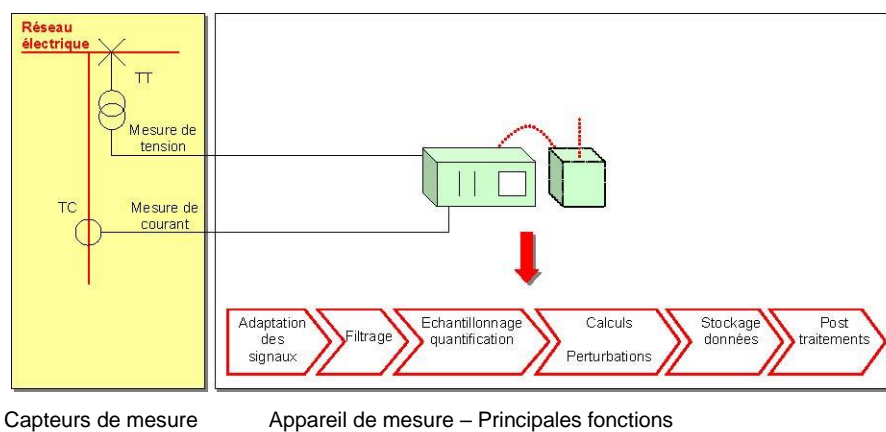 Réseau
électrique
TT
Mesure de
tension
TC
Mesure de
courant
Adaptation
des
signaux
Filtrage
Echantillonnage
quantification
Calculs
Perturbations
Stockage
données
Post
traitements
Capteurs de mesure
Appareil de mesure – Principales fonctions